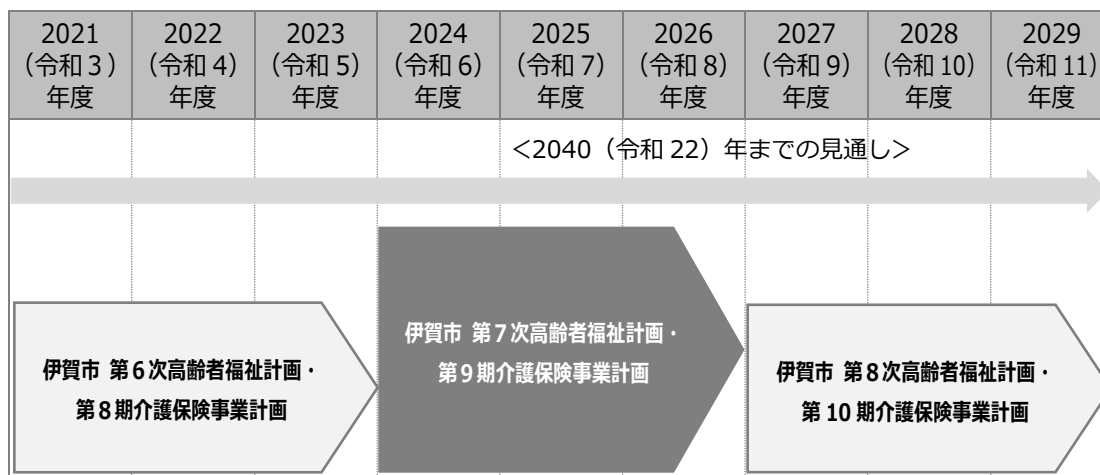 2021
（令和３）
年度
2022
（令和４）
年度
2023
（令和５）
年度
2024
（令和６）
年度
2025
（令和７）
年度
2026
（令和８）
年度
2027
（令和９）
年度
2028
（令和 10）
年度
2029
（令和 11）
年度
＜2040（令和 22）年までの見通し＞
伊賀市 第６次高齢者福祉計画・
第８期介護保険事業計画
伊賀市 第７次高齢者福祉計画・
第９期介護保険事業計画
伊賀市 第８次高齢者福祉計画・
第 10 期介護保険事業計画